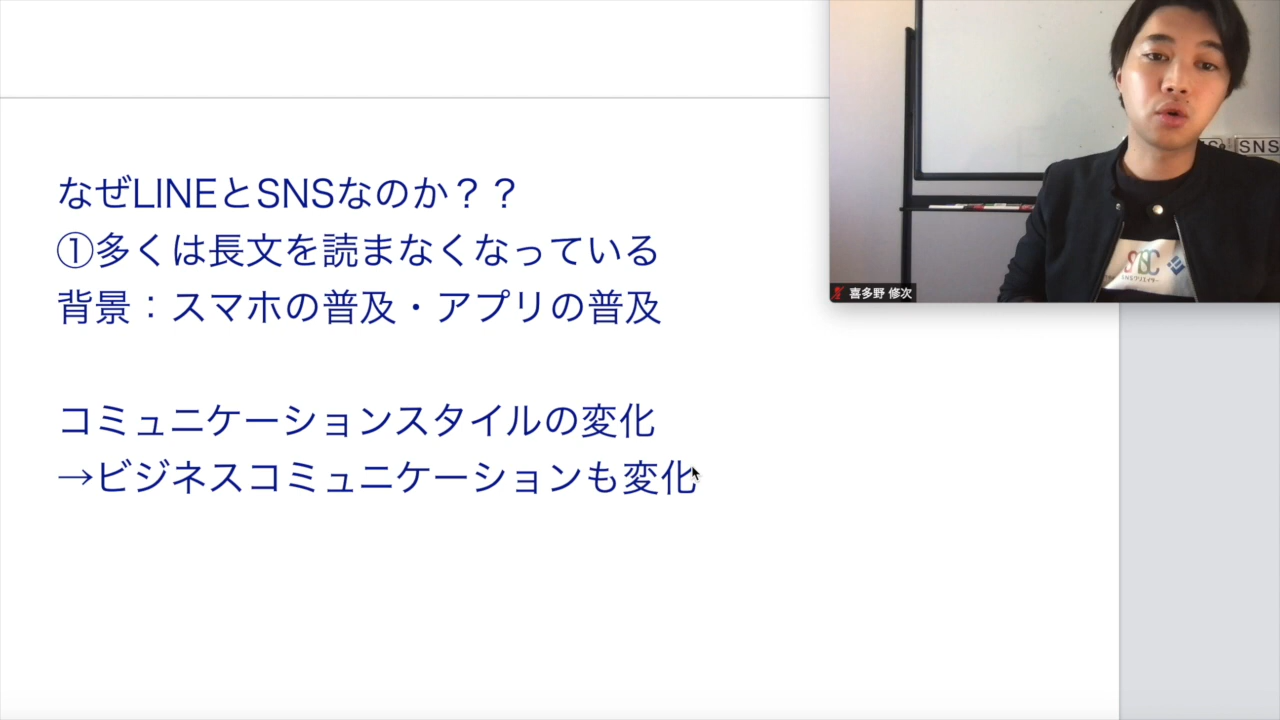 なぜLINEとSNSなのか？？
①多くは長文を読まなくなっている
背景：スマホの普及・アプリの普及
コミュニケーションスタイルの変化
→ビジネスコミュニケーションも変化
喜多野 修次
SNS